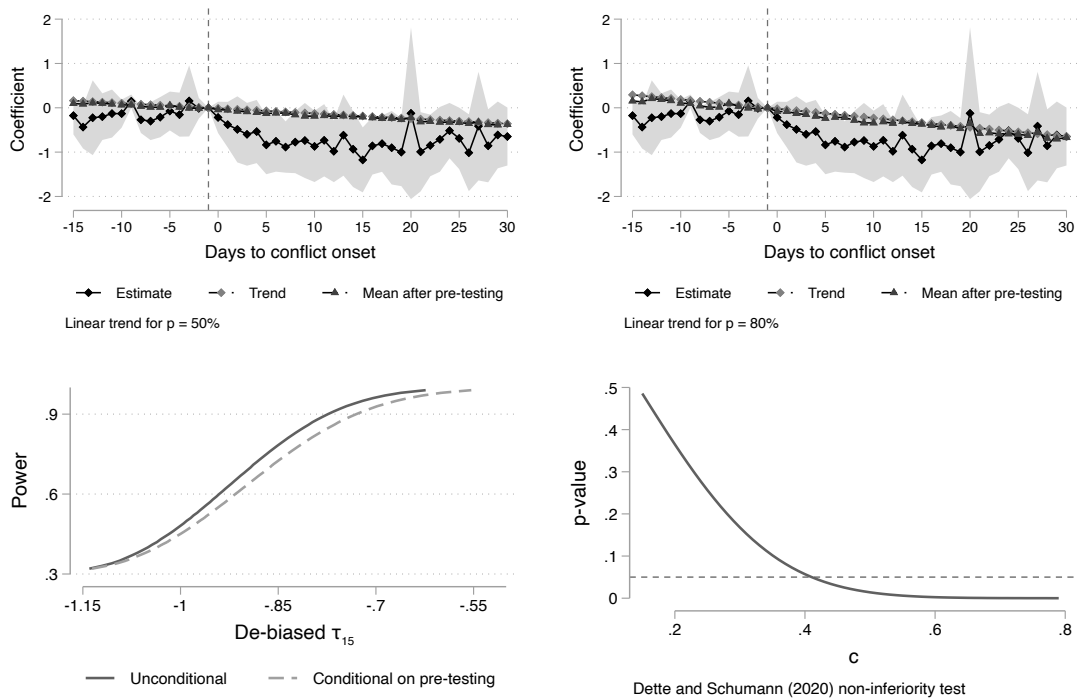 2
1
0
-1
-2
Coefficient
-15 -10 -5 0 5 10 15 20 25 30
Days to conflict onset
Estimate Trend Mean after pre-testing
Linear trend for p = 50%
2
1
0
-1
-2
Coefficient
-15 -10 -5 0 5 10 15 20 25 30
Days to conflict onset
Estimate Trend Mean after pre-testing
Linear trend for p = 80%
.9
.6
.3
Power
-1.15 -1 -.85 -.7 -.55
De-biased τ15
Unconditional Conditional on pre-testing
.5
.4
.3
.2
.1
0
p-value
.2 .4 .6 .8
c
Dette and Schumann (2020) non-inferiority test